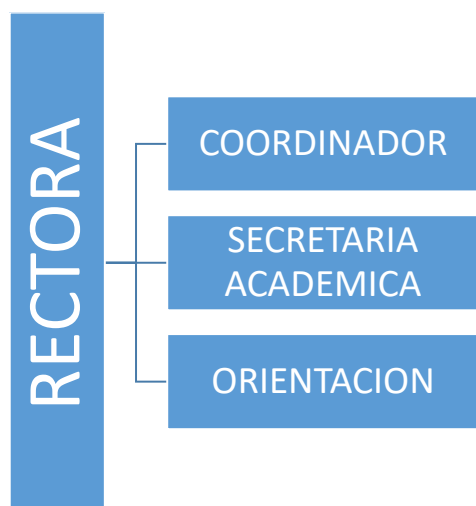 RECTORA
COORDINADOR
SECRETARIA
ACADEMICA
ORIENTACION